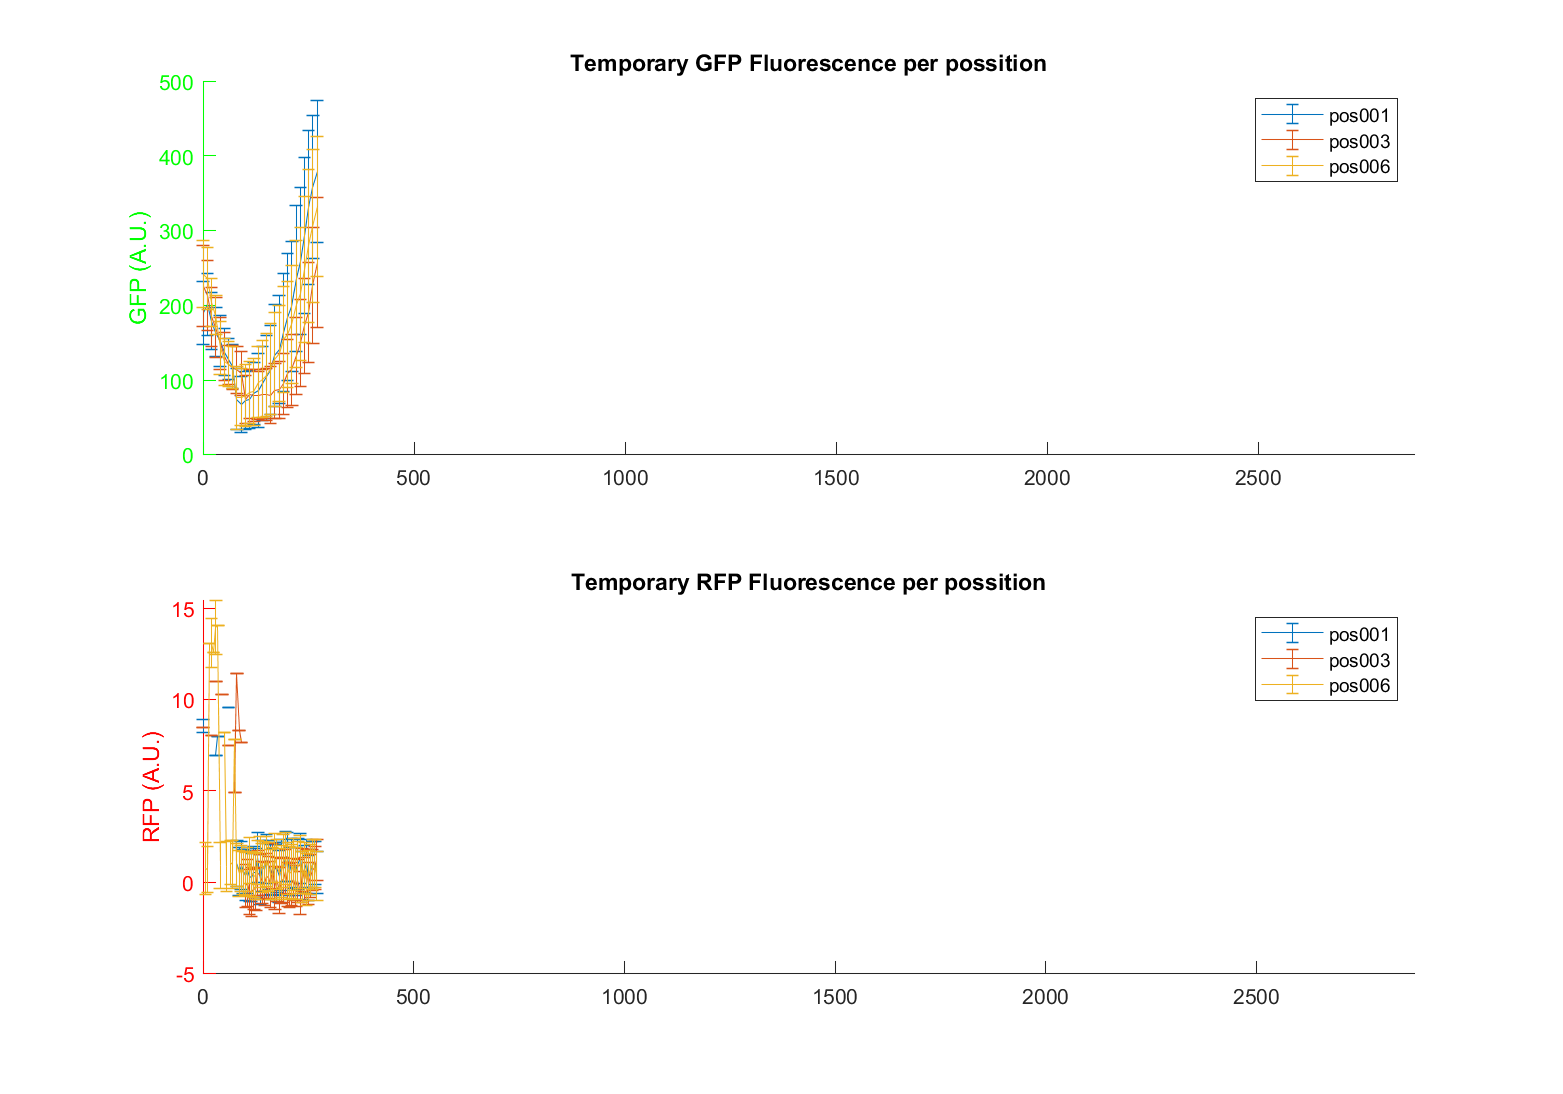 Temporary GFP Fluorescence per possition
500
400
300
200
100
0
GFP (A.U.)
0 500 1000 1500 2000 2500
pos001
pos003
pos006
Temporary RFP Fluorescence per possition
15
10
5
0
-5
RFP (A.U.)
0 500 1000 1500 2000 2500
pos001
pos003
pos006